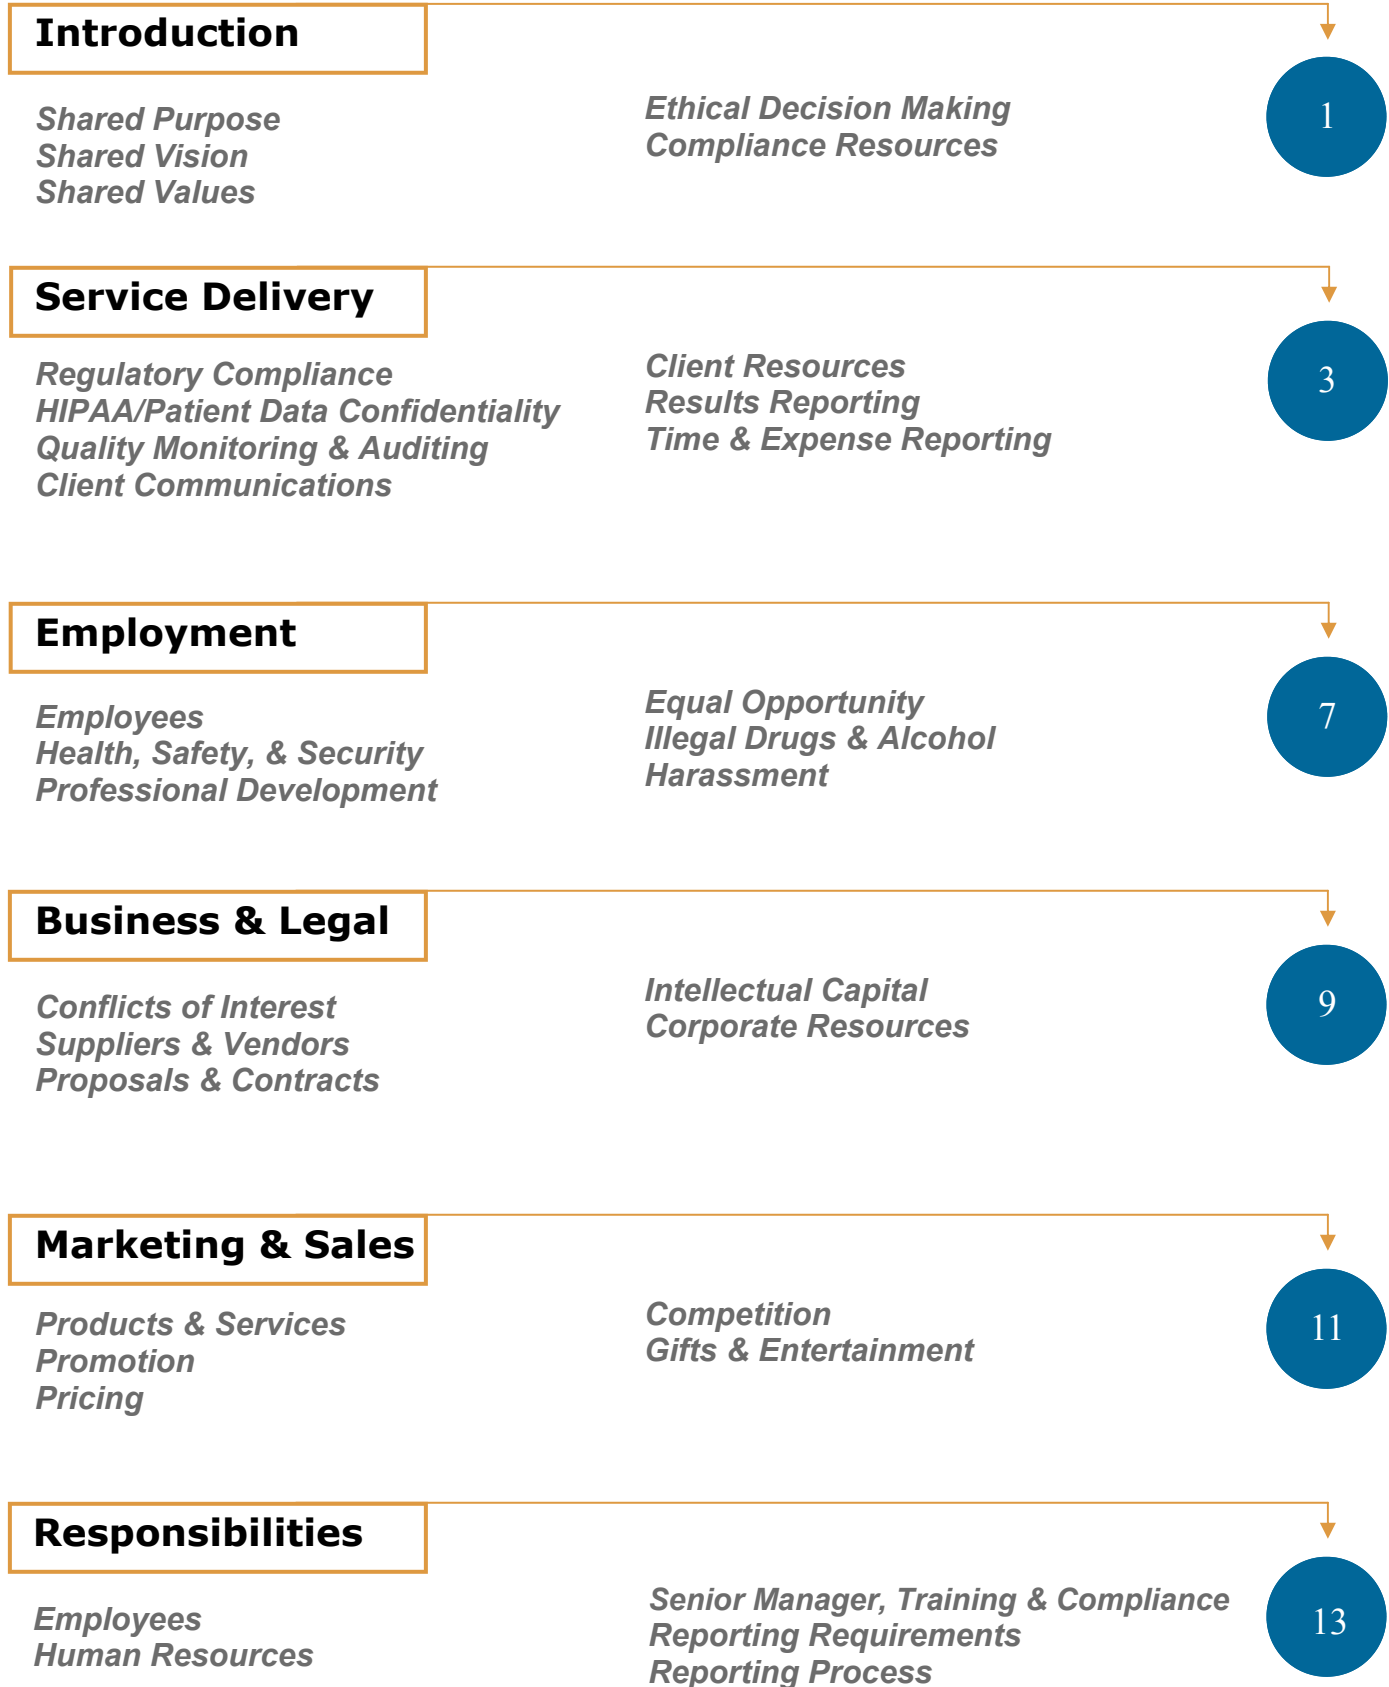 Introduction
Shared Purpose
Shared Vision
Shared Values
Ethical Decision Making
Compliance Resources
1
Service Delivery
Regulatory Compliance
HIPAA/Patient Data Confidentiality
Quality Monitoring & Auditing
Client Communications
Client Resources
Results Reporting
Time & Expense Reporting
3
Employment
Employees
Health, Safety, & Security
Professional Development
Equal Opportunity
Illegal Drugs & Alcohol
Harassment
7
Business & Legal
Conflicts of Interest
Suppliers & Vendors
Proposals & Contracts
Intellectual Capital
Corporate Resources
9
Marketing & Sales
Products & Services
Promotion
Pricing
Competition
Gifts & Entertainment
11
Responsibilities
Employees
Human Resources
Senior Manager, Training & Compliance
Reporting Requirements
Reporting Process
13